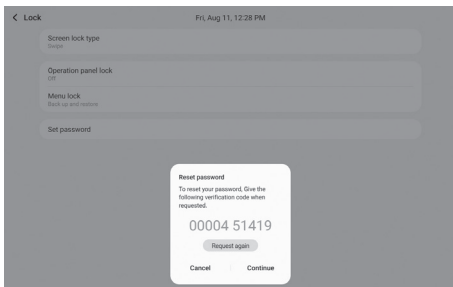 Lock
Fri, Aug 11, 12:28 PM
Screen lock type
Swipe
Operation panel lock
Off
Menu lock
Back up and restore
Set password
Reset password
To reset your password, Give the
following verification code when
requested.
00004 51419
Request again
Cancel
Continue